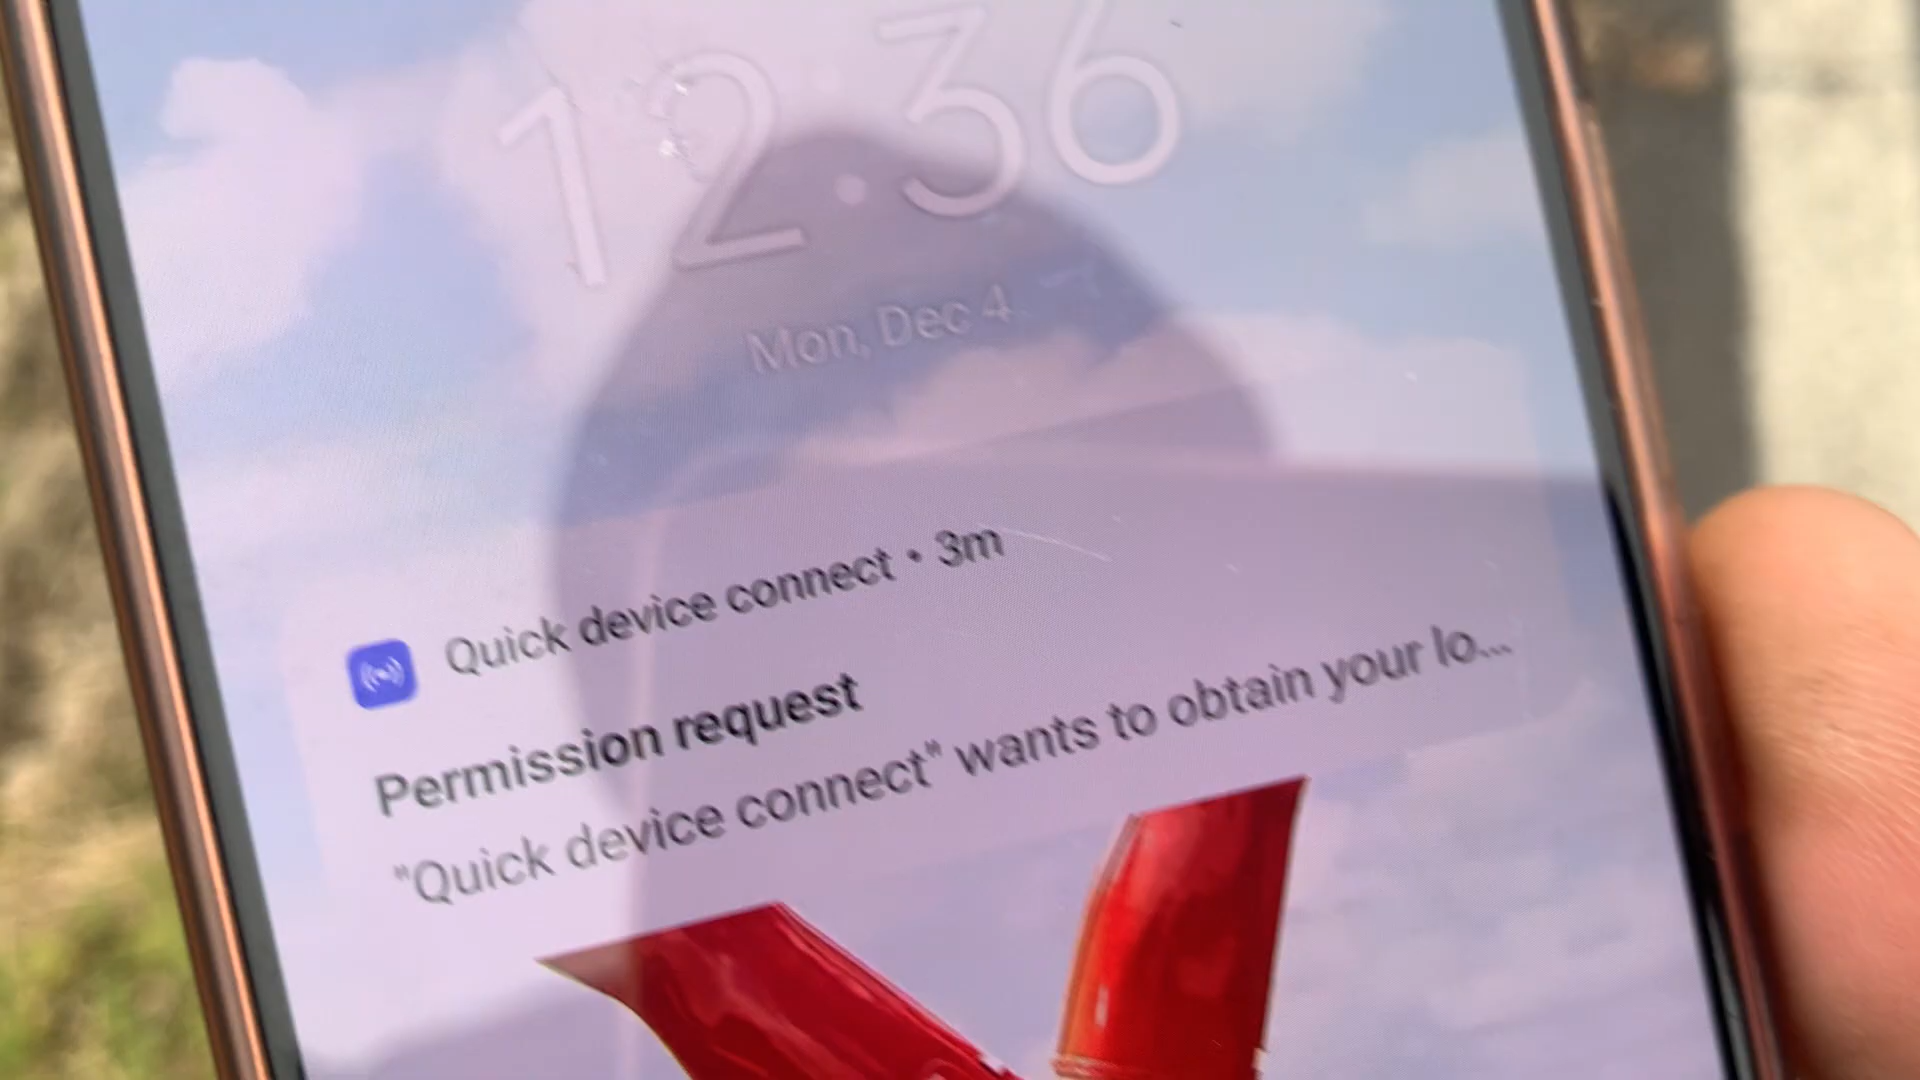 12:36
Mon, Dec 4
Quick device connect • 3m
Permission request
"Quick device connect" wants to obtain your lo...